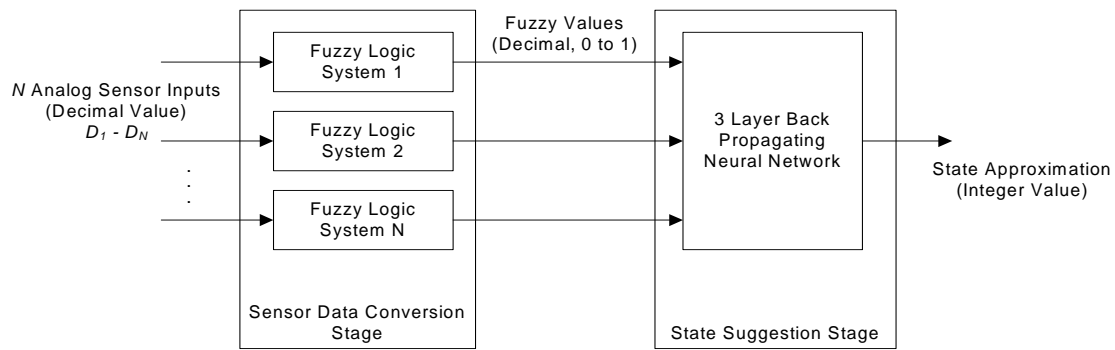 N Analog Sensor Inputs
(Decimal Value)
D1 - DN
.
.
.
Fuzzy Logic
System 1
Fuzzy Logic
System 2
Fuzzy Logic
System N
Sensor Data Conversion
Stage
Fuzzy Values
(Decimal, 0 to 1)
3 Layer Back
Propagating
Neural Network
State Suggestion Stage
State Approximation
(Integer Value)